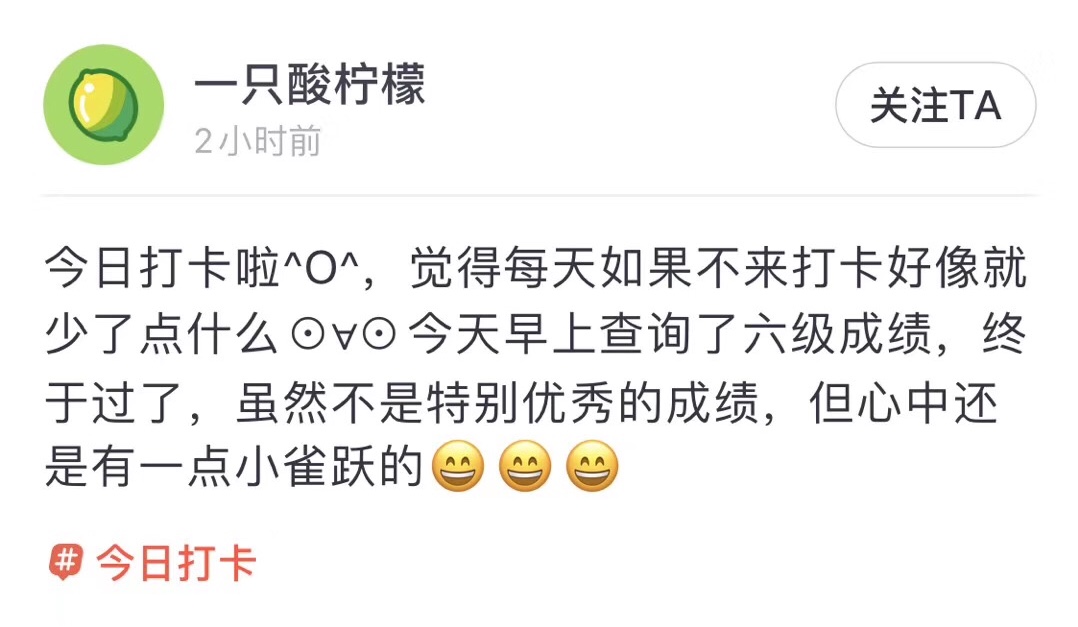 一只酸柠檬
2小时前
关注TA
今日打卡啦^O^，觉得每天如果不来打卡好像就
少了点什么⊙∀⊙今天早上查询了六级成绩，终
于过了，虽然不是特别优秀的成绩，但心中还
是有一点小雀跃的😄😄😄
# 今日打卡